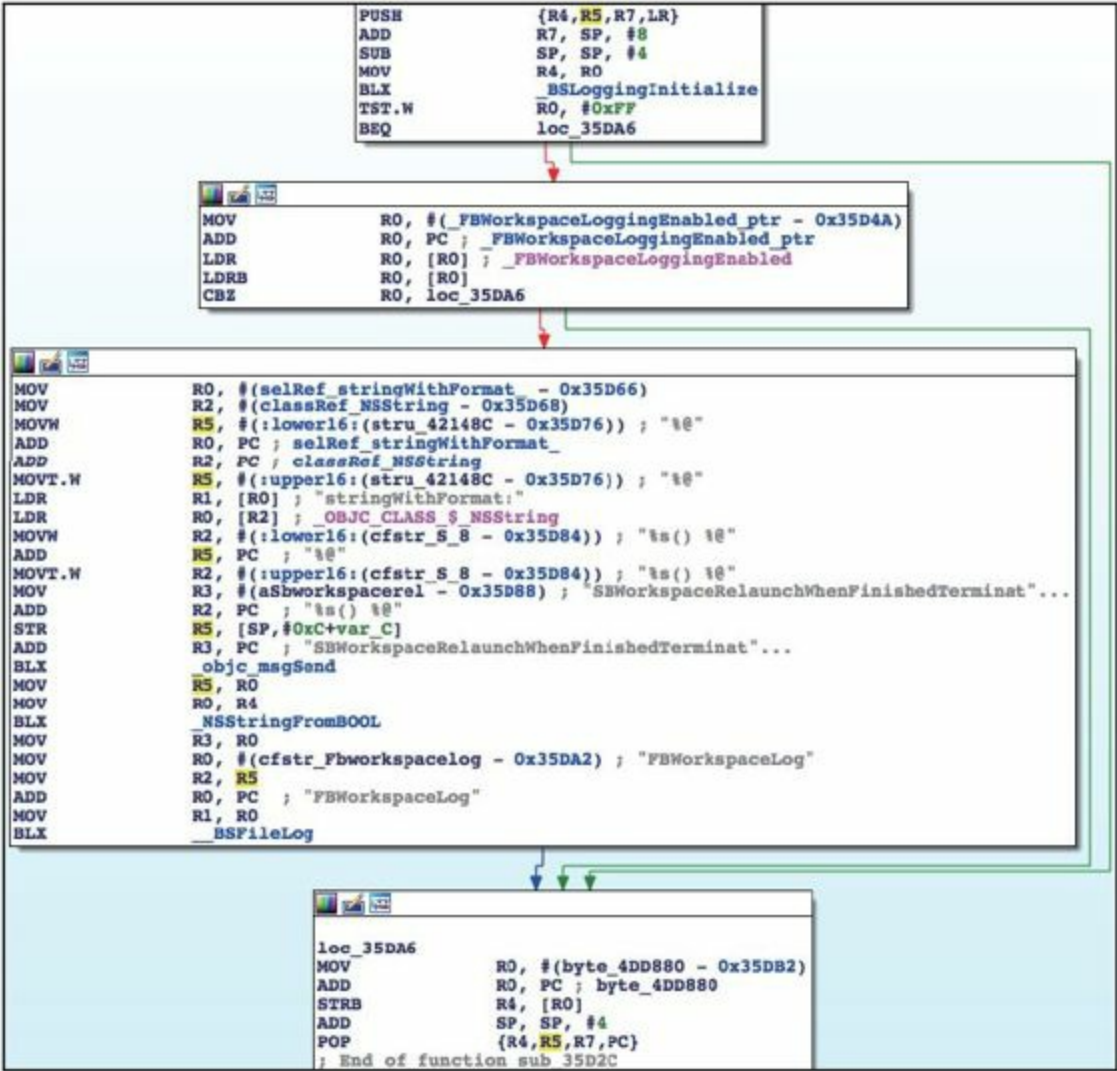 PUSH {R4,R5,R7,LR}
ADD R7, SP, #8
SUB SP, SP, #4
MOV R4, R0
BLX _BSLoggingInitialize
TST.W R0, #0xFF
BEQ loc_35DA6
MOV R0, #(_FBWorkspaceLoggingEnabled_ptr - 0x35D4A)
ADD R0, PC ; _FBWorkspaceLoggingEnabled_ptr
LDR R0, [R0] ; _FBWorkspaceLoggingEnabled
LDRB R0, [R0]
CBZ R0, loc_35DA6
MOV R0, #(selRef_stringWithFormat_ - 0x35D66)
MOV R2, #(classRef_NSString - 0x35D68)
MOVW R5, #(:lower16:(stru_42148C - 0x35D76)) ; "%@"
ADD R0, PC ; selRef_stringWithFormat_
ADD R2, PC ; classRef_NSString
MOVT.W R5, #(:upper16:(stru_42148C - 0x35D76)) ; "%@"
LDR R1, [R0] ; "stringWithFormat:"
LDR R0, [R2] ; _OBJC_CLASS_$_NSString
MOVW R2, #(:lower16:(cfstr_S_8 - 0x35D84)) ; "%s() %@"
ADD R5, PC ; "%@"
MOVT.W R2, #(:upper16:(cfstr_S_8 - 0x35D84)) ; "%s() %@"
MOV R3, #(aSbworkspacerel - 0x35D88) ; "SBWorkspaceRelaunchWhenFinishedTerminat"...
ADD R2, PC ; "%s() %@"
STR R5, [SP,#0xC+var_C]
ADD R3, PC ; "SBWorkspaceRelaunchWhenFinishedTerminat"...
BLX _objc_msgSend
MOV R5, R0
MOV R0, R4
BLX _NSStringFromBOOL
MOV R3, R0
MOV R0, #(cfstr_Fbworkspacelog - 0x35DA2) ; "FBWorkspaceLog"
MOV R2, R5
ADD R0, PC ; "FBWorkspaceLog"
MOV R1, R0
BLX __BSFileLog
loc_35DA6
MOV R0, #(byte_4DD880 - 0x35DB2)
ADD R0, PC ; byte_4DD880
STRB R4, [R0]
ADD SP, SP, #4
POP {R4,R5,R7,PC}
; End of function sub_35D2C